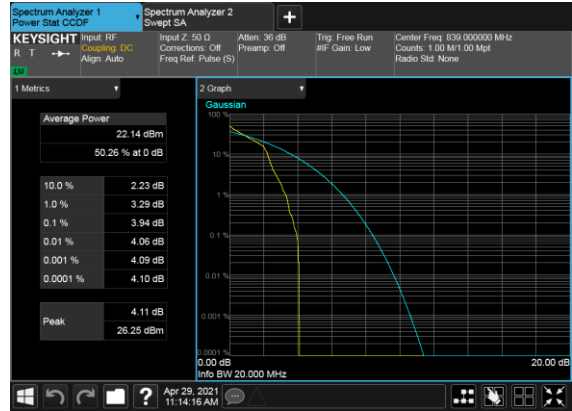 Spectrum Analyzer 1
Power Stat CCDF
Spectrum Analyzer 2
Swept SA
+
KEYSIGHT
R T
LXI
Input: RF
Coupling: DC
Align: Auto
Input Z: 50 Ω
Corrections: Off
Freq Ref: Pulse (S)
Atten: 36 dB
Preamp: Off
Trig: Free Run
#IF Gain: Low
Center Freq: 839.000000 MHz
Counts: 1.00 M/1.00 Mpt
Radio Std: None
1 Metrics
Average Power
22.14 dBm
50.26 % at 0 dB
10.0 % 2.23 dB
1.0 % 3.29 dB
0.1 % 3.94 dB
0.01 % 4.06 dB
0.001 % 4.09 dB
0.0001 % 4.10 dB
Peak
4.11 dB
26.25 dBm
2 Graph
Gaussian
100 %
10 %
1 %
0.1 %
0.01 %
0.001 %
0.0001 %
0.00 dB
20.00 dB
Info BW 20.000 MHz
?
Apr 29, 2021
11:14:16 AM